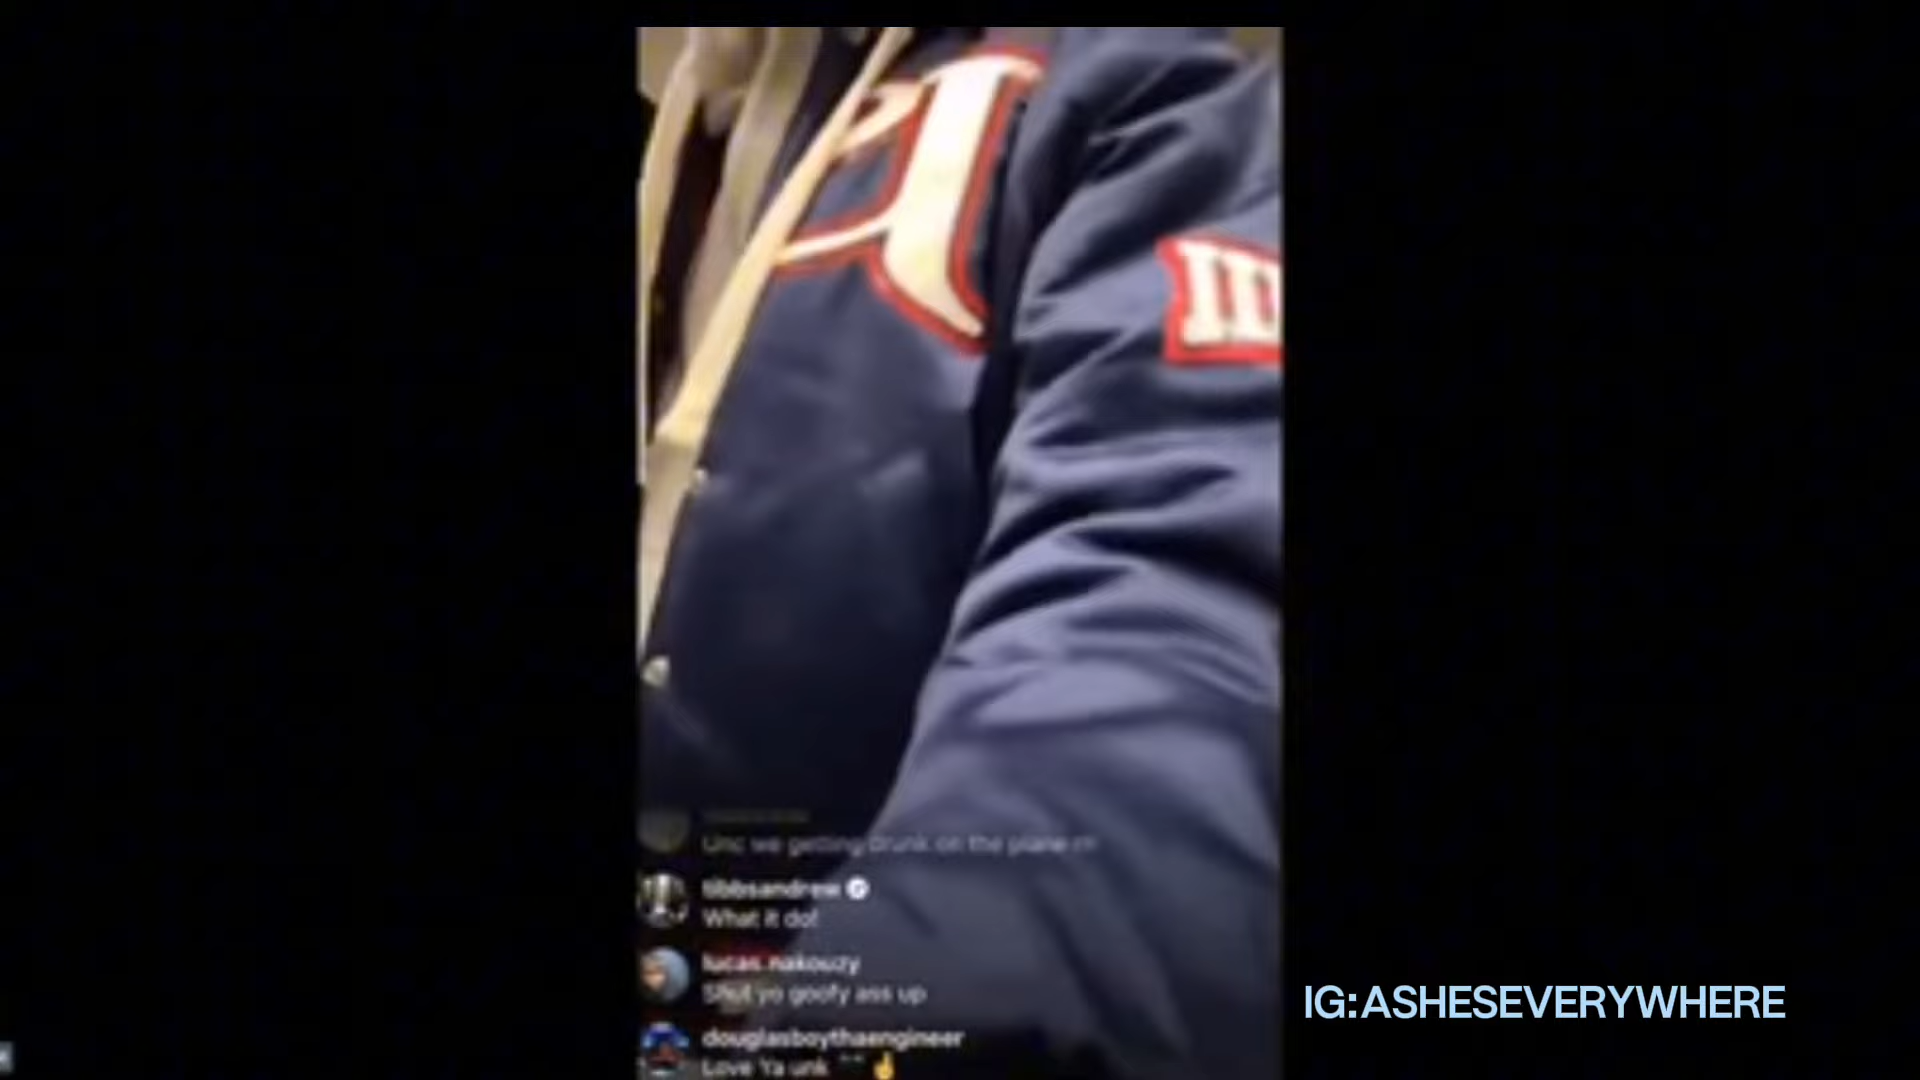 Unc we getting drunk on the plane
tibbsandrew
What it do!
lucas.nakouzy
Shut yo goofy ass up
douglasboythaengineer
Love Ya unk
IG:ASHESEVERYWHERE